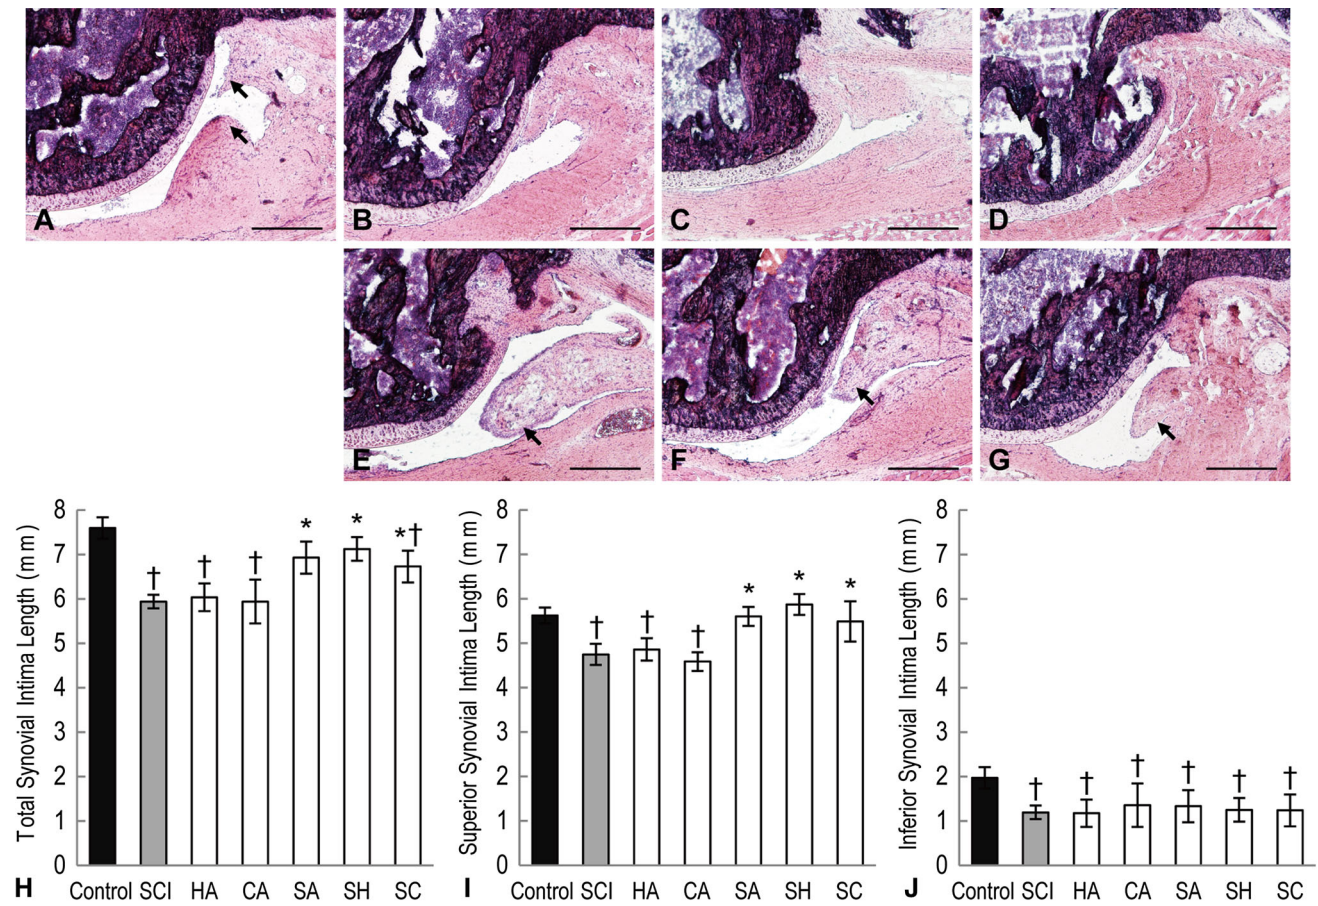 A
B
C
D
E
F
G
Total Synovial Intima Length (mm)
8
7
6
5
4
3
2
1
0
†
†
†
*
*
*†
Control SCI HA CA SA SH SC
H
Superior Synovial Intima Length (mm)
8
7
6
5
4
3
2
1
0
†
†
†
*
*
*
Control SCI HA CA SA SH SC
I
Inferior Synovial Intima Length (mm)
8
7
6
5
4
3
2
1
0
†
†
†
†
†
†
Control SCI HA CA SA SH SC
J